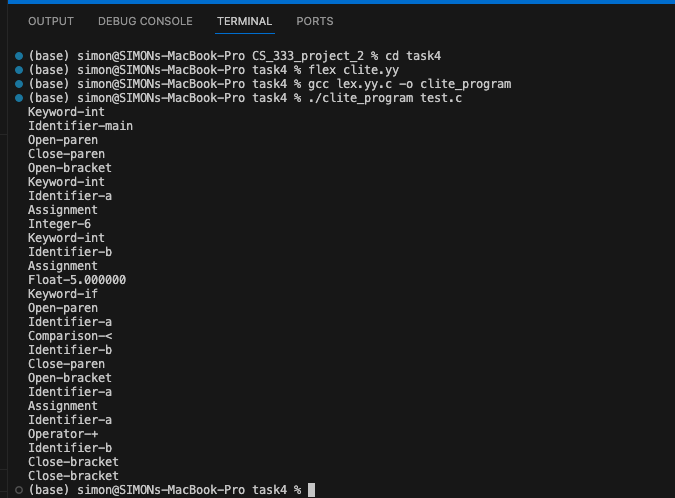 OUTPUT DEBUG CONSOLE TERMINAL PORTS
(base) simon@SIMONs-MacBook-Pro CS_333_project_2 % cd task4
(base) simon@SIMONs-MacBook-Pro task4 % flex clite.yy
(base) simon@SIMONs-MacBook-Pro task4 % gcc lex.yy.c -o clite_program
(base) simon@SIMONs-MacBook-Pro task4 % ./clite_program test.c
Keyword-int
Identifier-main
Open-paren
Close-paren
Open-bracket
Keyword-int
Identifier-a
Assignment
Integer-6
Keyword-int
Identifier-b
Assignment
Float-5.000000
Keyword-if
Open-paren
Identifier-a
Comparison-<
Identifier-b
Close-paren
Open-bracket
Identifier-a
Assignment
Identifier-a
Operator-+
Identifier-b
Close-bracket
Close-bracket
(base) simon@SIMONs-MacBook-Pro task4 %